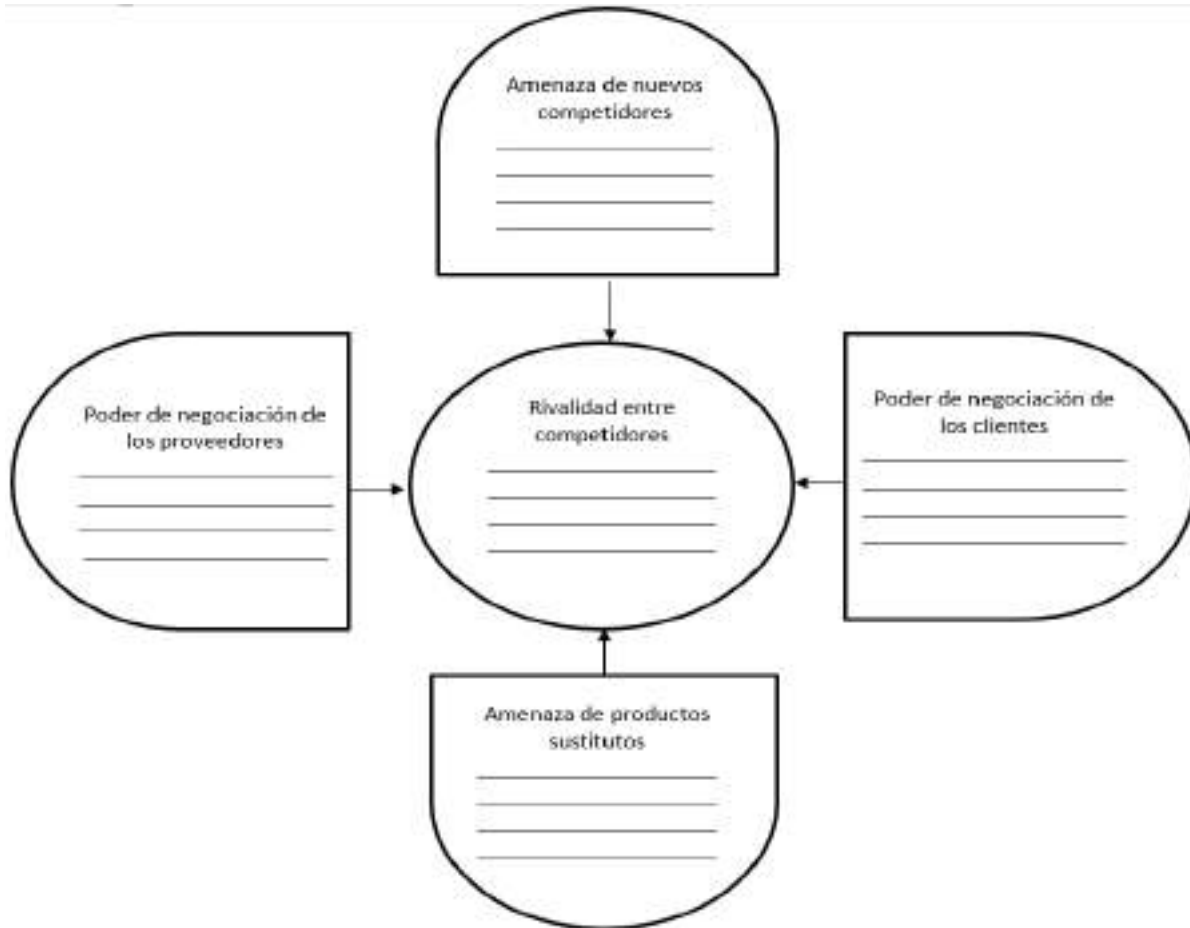 Amenaza de nuevos
competidores
Poder de negociación de
los proveedores
Rivalidad entre
competidores
Poder de negociación de
los clientes
Amenaza de productos
sustitutos